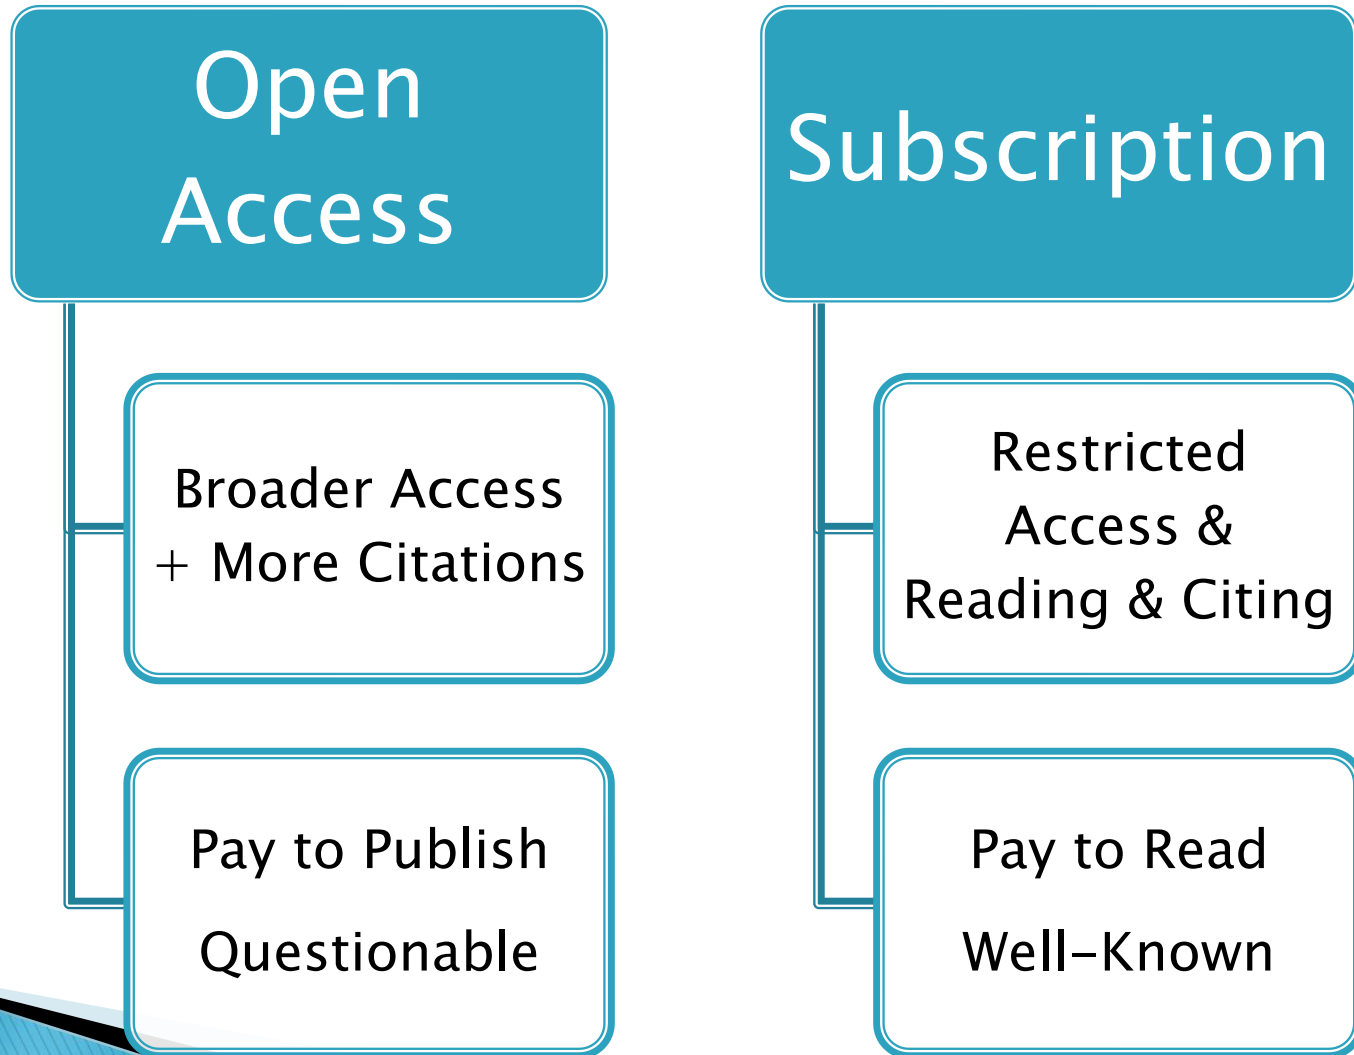 Open
Access
Broader Access
+ More Citations
Pay to Publish
Questionable
Subscription
Restricted
Access &
Reading & Citing
Pay to Read
Well-Known